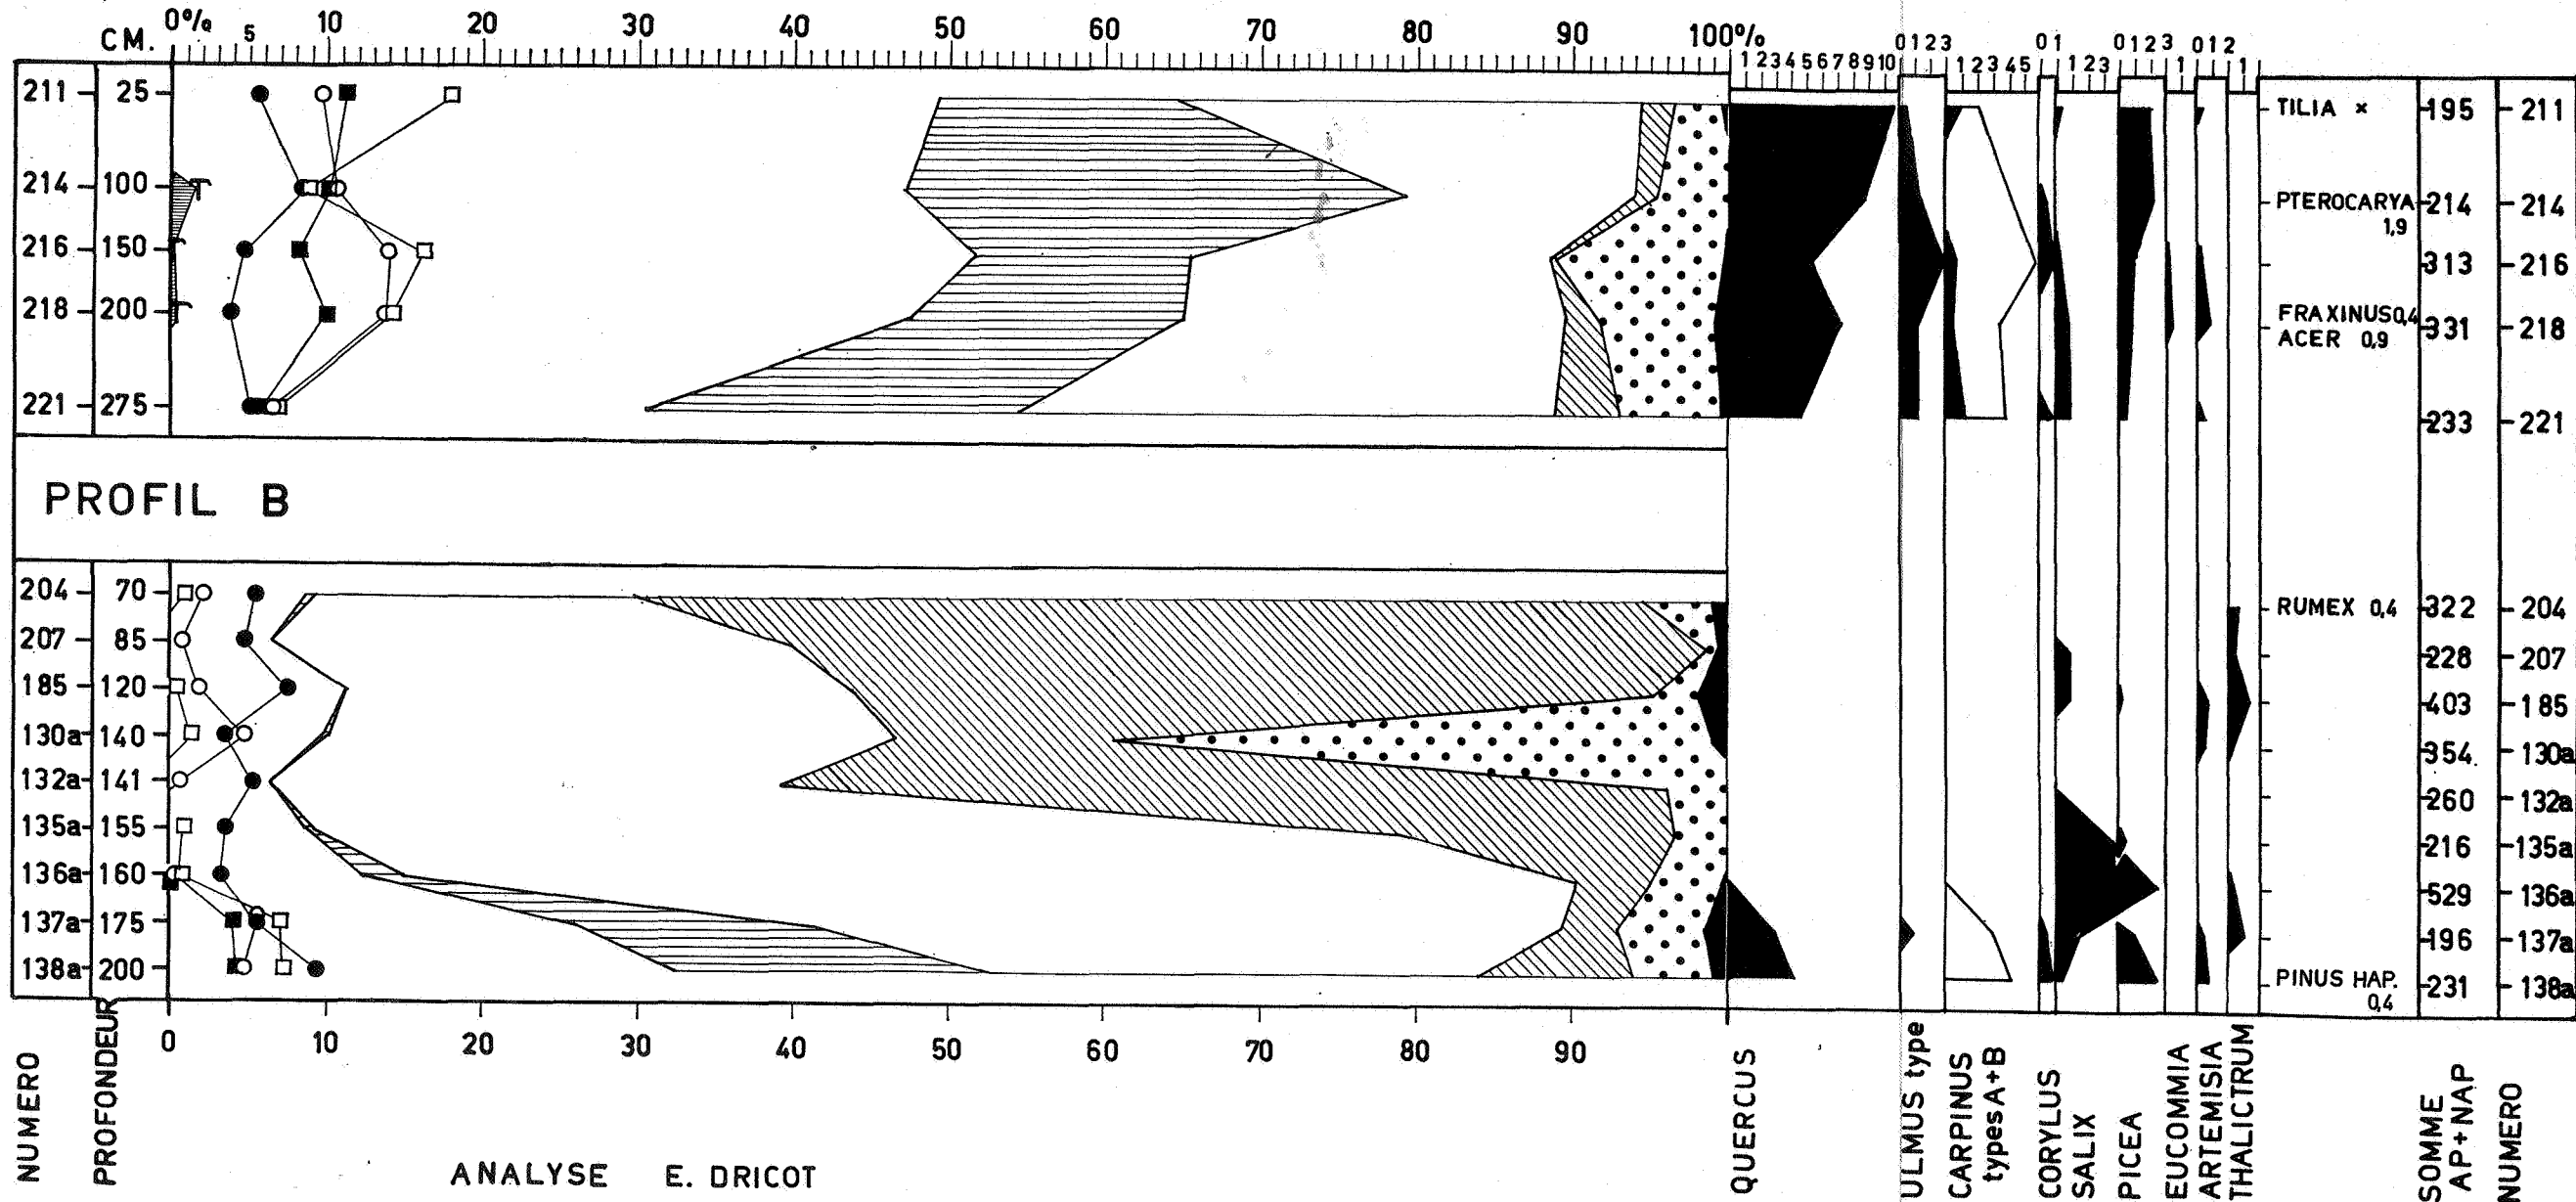 CM. 0% 5 10 20 30 40 50 60 70 80 90 100%
1 2 3 4 5 6 7 8 9 10 0 1 2 3 1 2 3 4 5 0 1 1 2 3 0 1 2 3 1 0 1 2 1
211 25 TILIA × 195 211
214 100 T PTEROCARYA 214 214
1,9
216 150 T 313 216
218 200 T FRAXINUS 0,4 331 218
ACER 0,9
221 275 233 221
PROFIL B
204 70 RUMEX 0,4 322 204
207 85 228 207
185 120 403 185
130a 140 354 130a
132a 141 260 132a
135a 155 216 135a
136a 160 529 136a
137a 175 196 137a
138a 200 PINUS HAP. 231 138a
0,4
0 10 20 30 40 50 60 70 80 90
NUMERO
PROFONDEUR
QUERCUS
ULMUS type
CARPINUS
types A+B
CORYLUS
SALIX
PICEA
EUCOMMIA
ARTEMISIA
THALICTRUM
SOMME
AP+NAP
NUMERO
ANALYSE E. DRICOT